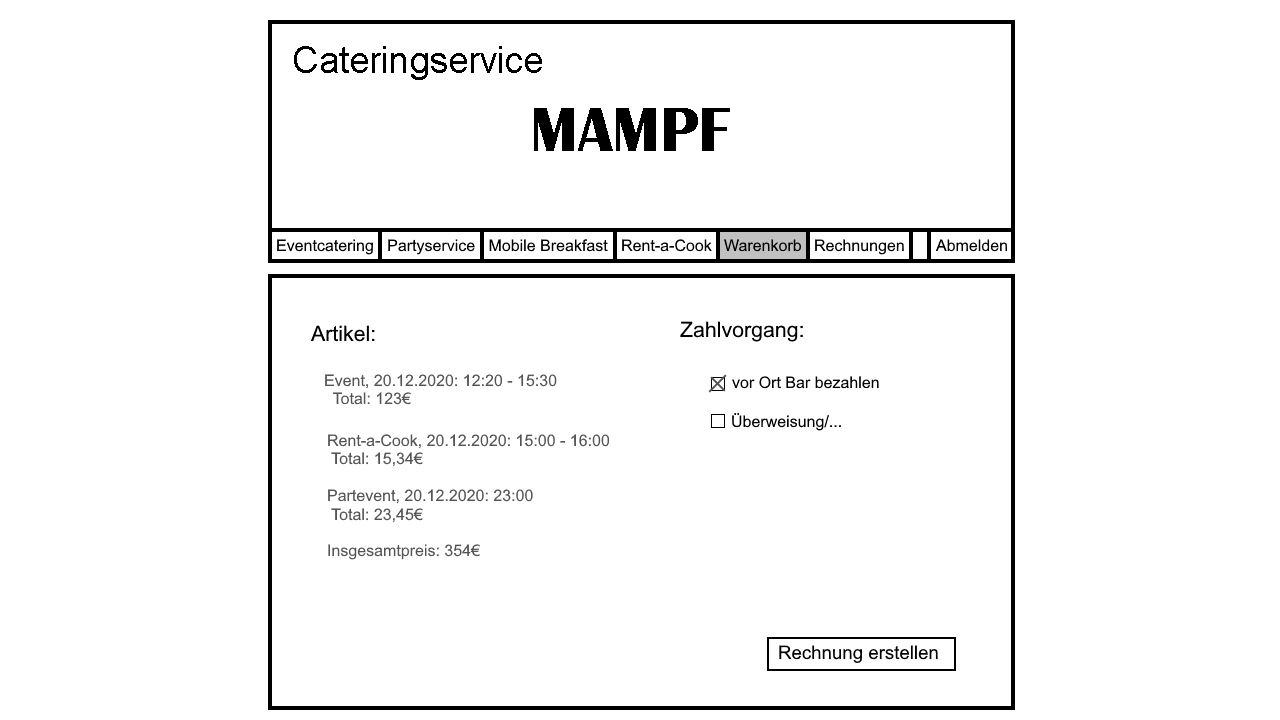 Cateringservice
MAMPF
Eventcatering Partyservice Mobile Breakfast Rent-a-Cook Warenkorb Rechnungen Abmelden
Artikel:
Event, 20.12.2020: 12:20 - 15:30
Total: 123€
Rent-a-Cook, 20.12.2020: 15:00 - 16:00
Total: 15,34€
Partevent, 20.12.2020: 23:00
Total: 23,45€
Insgesamtpreis: 354€
Zahlvorgang:
vor Ort Bar bezahlen
Überweisung/...
Rechnung erstellen